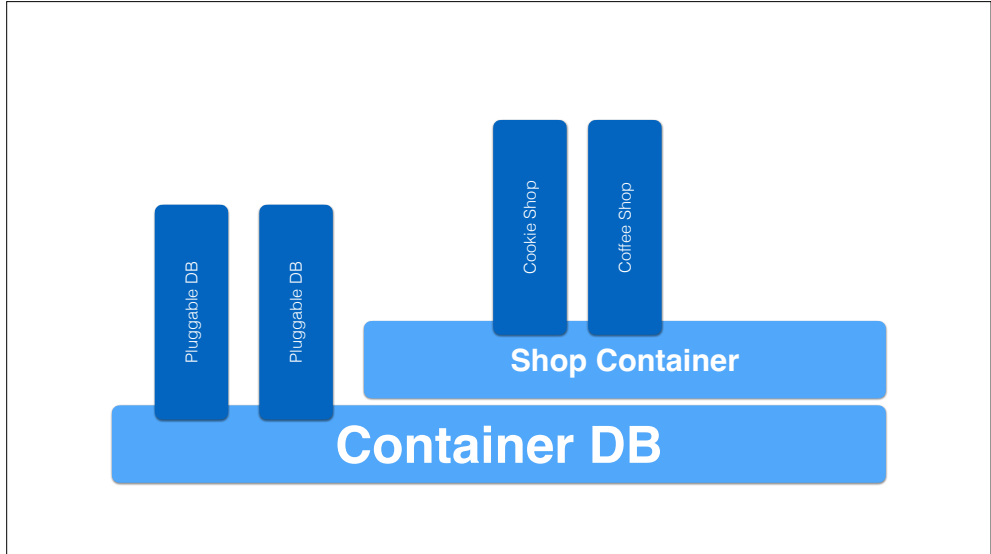 Cookie Shop
Coffee Shop
Pluggable DB
Pluggable DB
Shop Container
Container DB